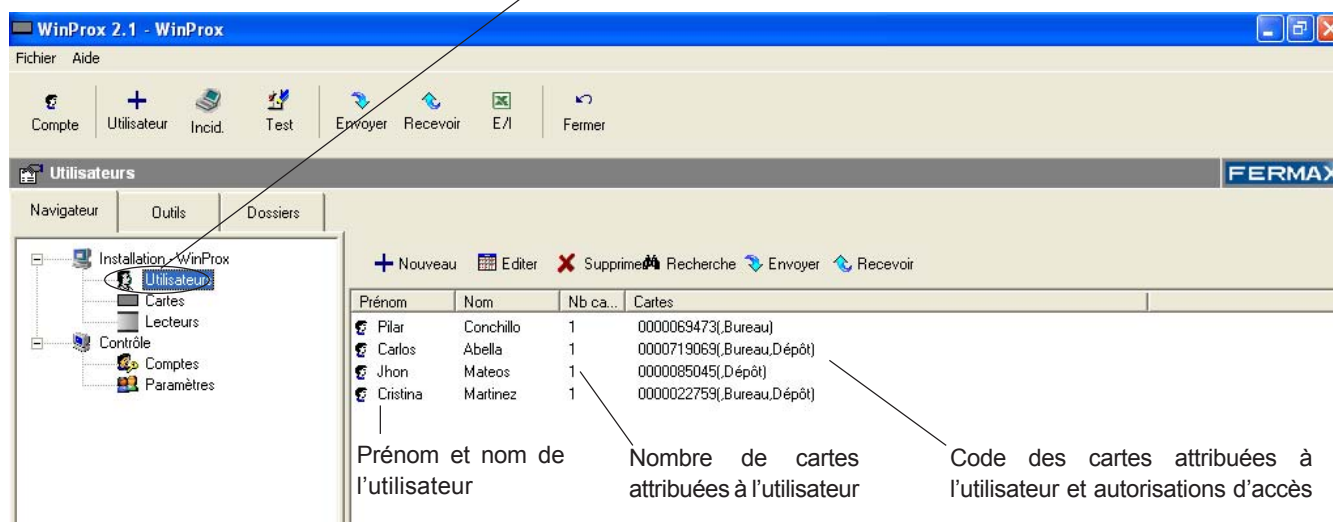 WinProx 2.1 - WinProx
Fichier Aide
Compte Utilisateur Incid. Test Envoyer Recevoir E/I Fermer
Utilisateurs FERMAX
Navigateur Outils Dossiers
Installation - WinProx
Utilisateur
Cartes
Lecteurs
Contrôle
Comptes
Paramètres
Nouveau Editer Supprimer Recherche Envoyer Recevoir
Prénom Nom Nb ca... Cartes
Pilar Conchillo 1 0000069473(,Bureau)
Carlos Abella 1 0000719069(,Bureau,Dépôt)
Jhon Mateos 1 0000085045(,Dépôt)
Cristina Martinez 1 0000022759(,Bureau,Dépôt)
Prénom et nom de
l'utilisateur
Nombre de cartes
attribuées à l'utilisateur
Code des cartes attribuées à
l'utilisateur et autorisations d'accès